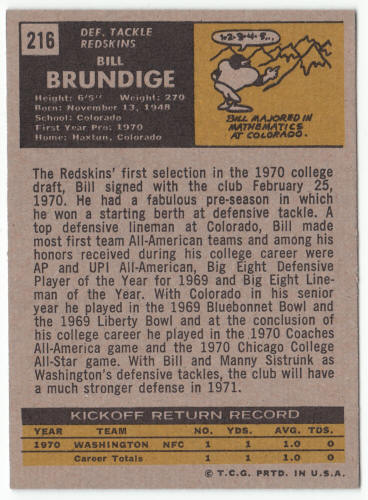 216
DEF. TACKLE
REDSKINS
BILL
BRUNDIGE
Height: 6'5" Weight: 270
Born: November 13, 1948
School: Colorado
First Year Pro: 1970
Home: Haxtun, Colorado
1-2-3-4-5..
BILL MAJORED IN
MATHEMATICS
AT COLORADO.
The Redskins' first selection in the 1970 college
draft, Bill signed with the club February 25,
1970. He had a fabulous pre-season in which
he won a starting berth at defensive tackle. A
top defensive lineman at Colorado, Bill made
most first team All-American teams and among his
honors received during his college career were
AP and UPI All-American, Big Eight Defensive
Player of the Year for 1969 and Big Eight Line-
man of the Year. With Colorado in his senior
year he played in the 1969 Bluebonnet Bowl and
the 1969 Liberty Bowl and at the conclusion of
his college career he played in the 1970 Coaches
All-America game and the 1970 Chicago College
All-Star game. With Bill and Manny Sistrunk as
Washington's defensive tackles, the club will have
a much stronger defense in 1971.
KICKOFF RETURN RECORD
YEAR TEAM NO. YDS. AVG. TDS.
1970 WASHINGTON NFC 1 1 1.0 0
Career Totals 1 1 1.0 0
© T.C.G. PRTD. IN U.S.A.